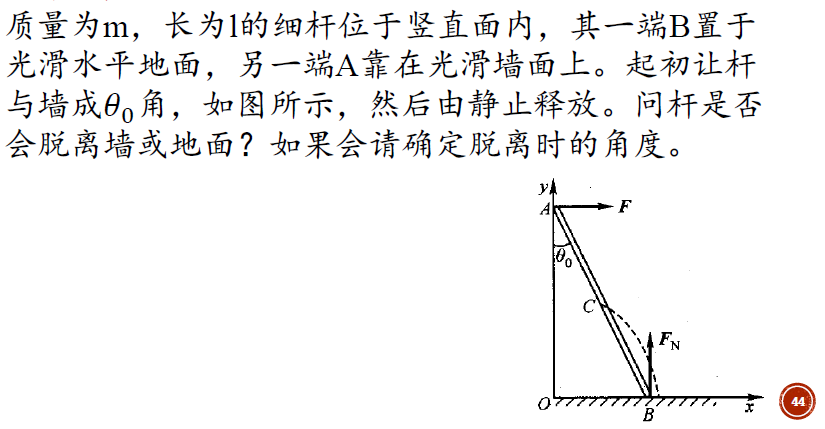 质量为m，长为l的细杆位于竖直面内，其一端B置于
光滑水平地面，另一端A靠在光滑墙面上。起初让杆
与墙成θ₀角，如图所示，然后由静止释放。问杆是否
会脱离墙或地面？如果会请确定脱离时的角度。
y
A
F
θ₀
C
F_N
O
B
x
44